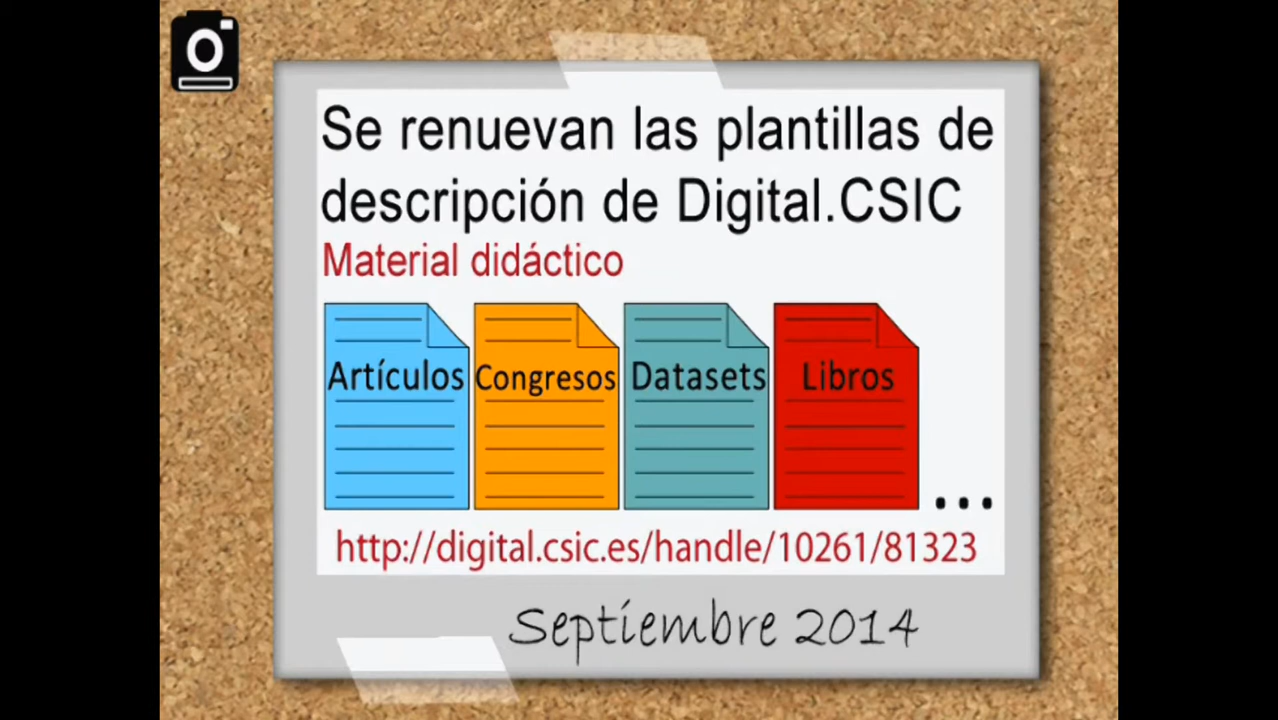 Se renuevan las plantillas de
descripción de Digital.CSIC
Material didáctico
Artículos Congresos Datasets Libros ...
http://digital.csic.es/handle/10261/81323
Septiembre 2014